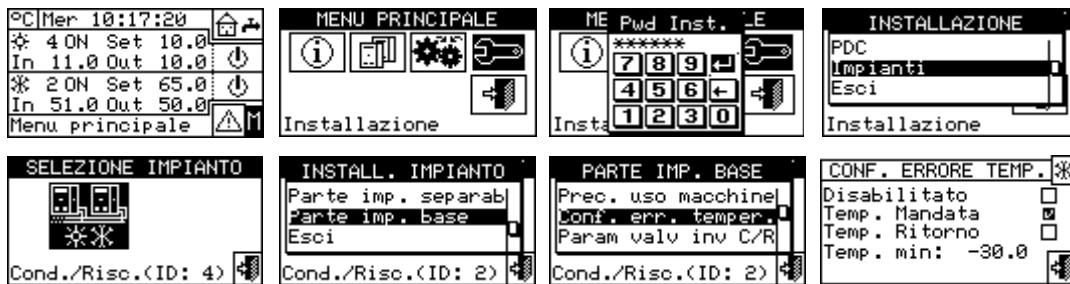 °C Mer 10:17:20
4 ON Set 10.0
In 11.0 Out 10.0
2 ON Set 65.0
In 51.0 Out 50.0
Menu principale M
MENU PRINCIPALE
i
Installazione
ME LE
Pwd Inst.
i
******
7 8 9
4 5 6
1 2 3 0
Insta
INSTALLAZIONE
PDC
Impianti
Esci
Installazione
SELEZIONE IMPIANTO
Cond./Risc.(ID: 4)
INSTALL. IMPIANTO
Parte imp. separab
Parte imp. base
Esci
Cond./Risc.(ID: 2)
PARTE IMP. BASE
Prec. uso macchine
Conf. err. temper.
Param valv inv C/R
Cond./Risc.(ID: 2)
CONF. ERRORE TEMP.
Disabilitato
Temp. Mandata
Temp. Ritorno
Temp. min: -30.0